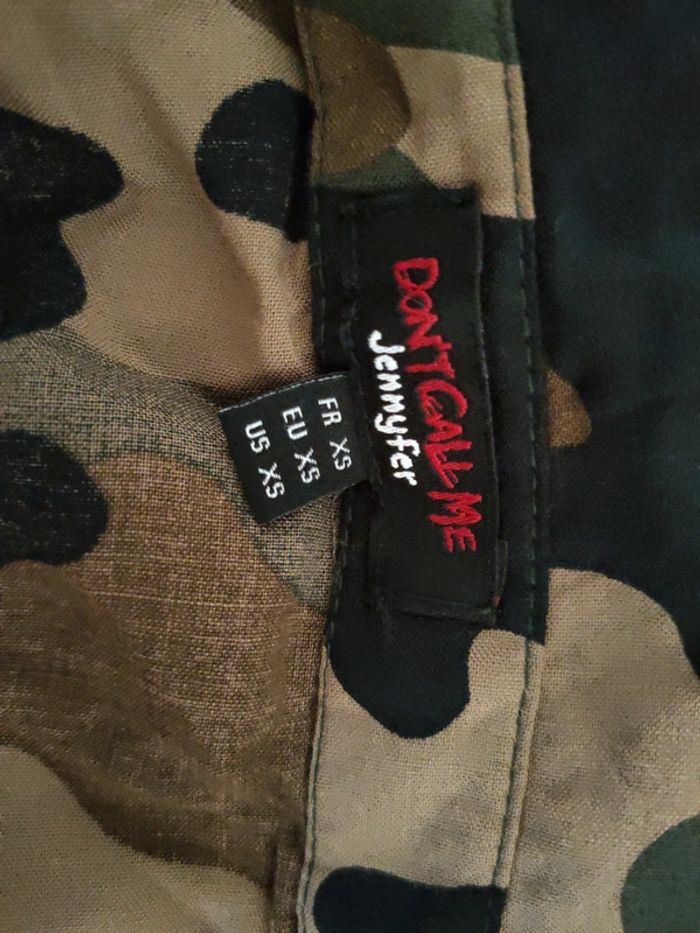 DON'T CALL ME
Jennyfer
FR XS
EU XS
US XS